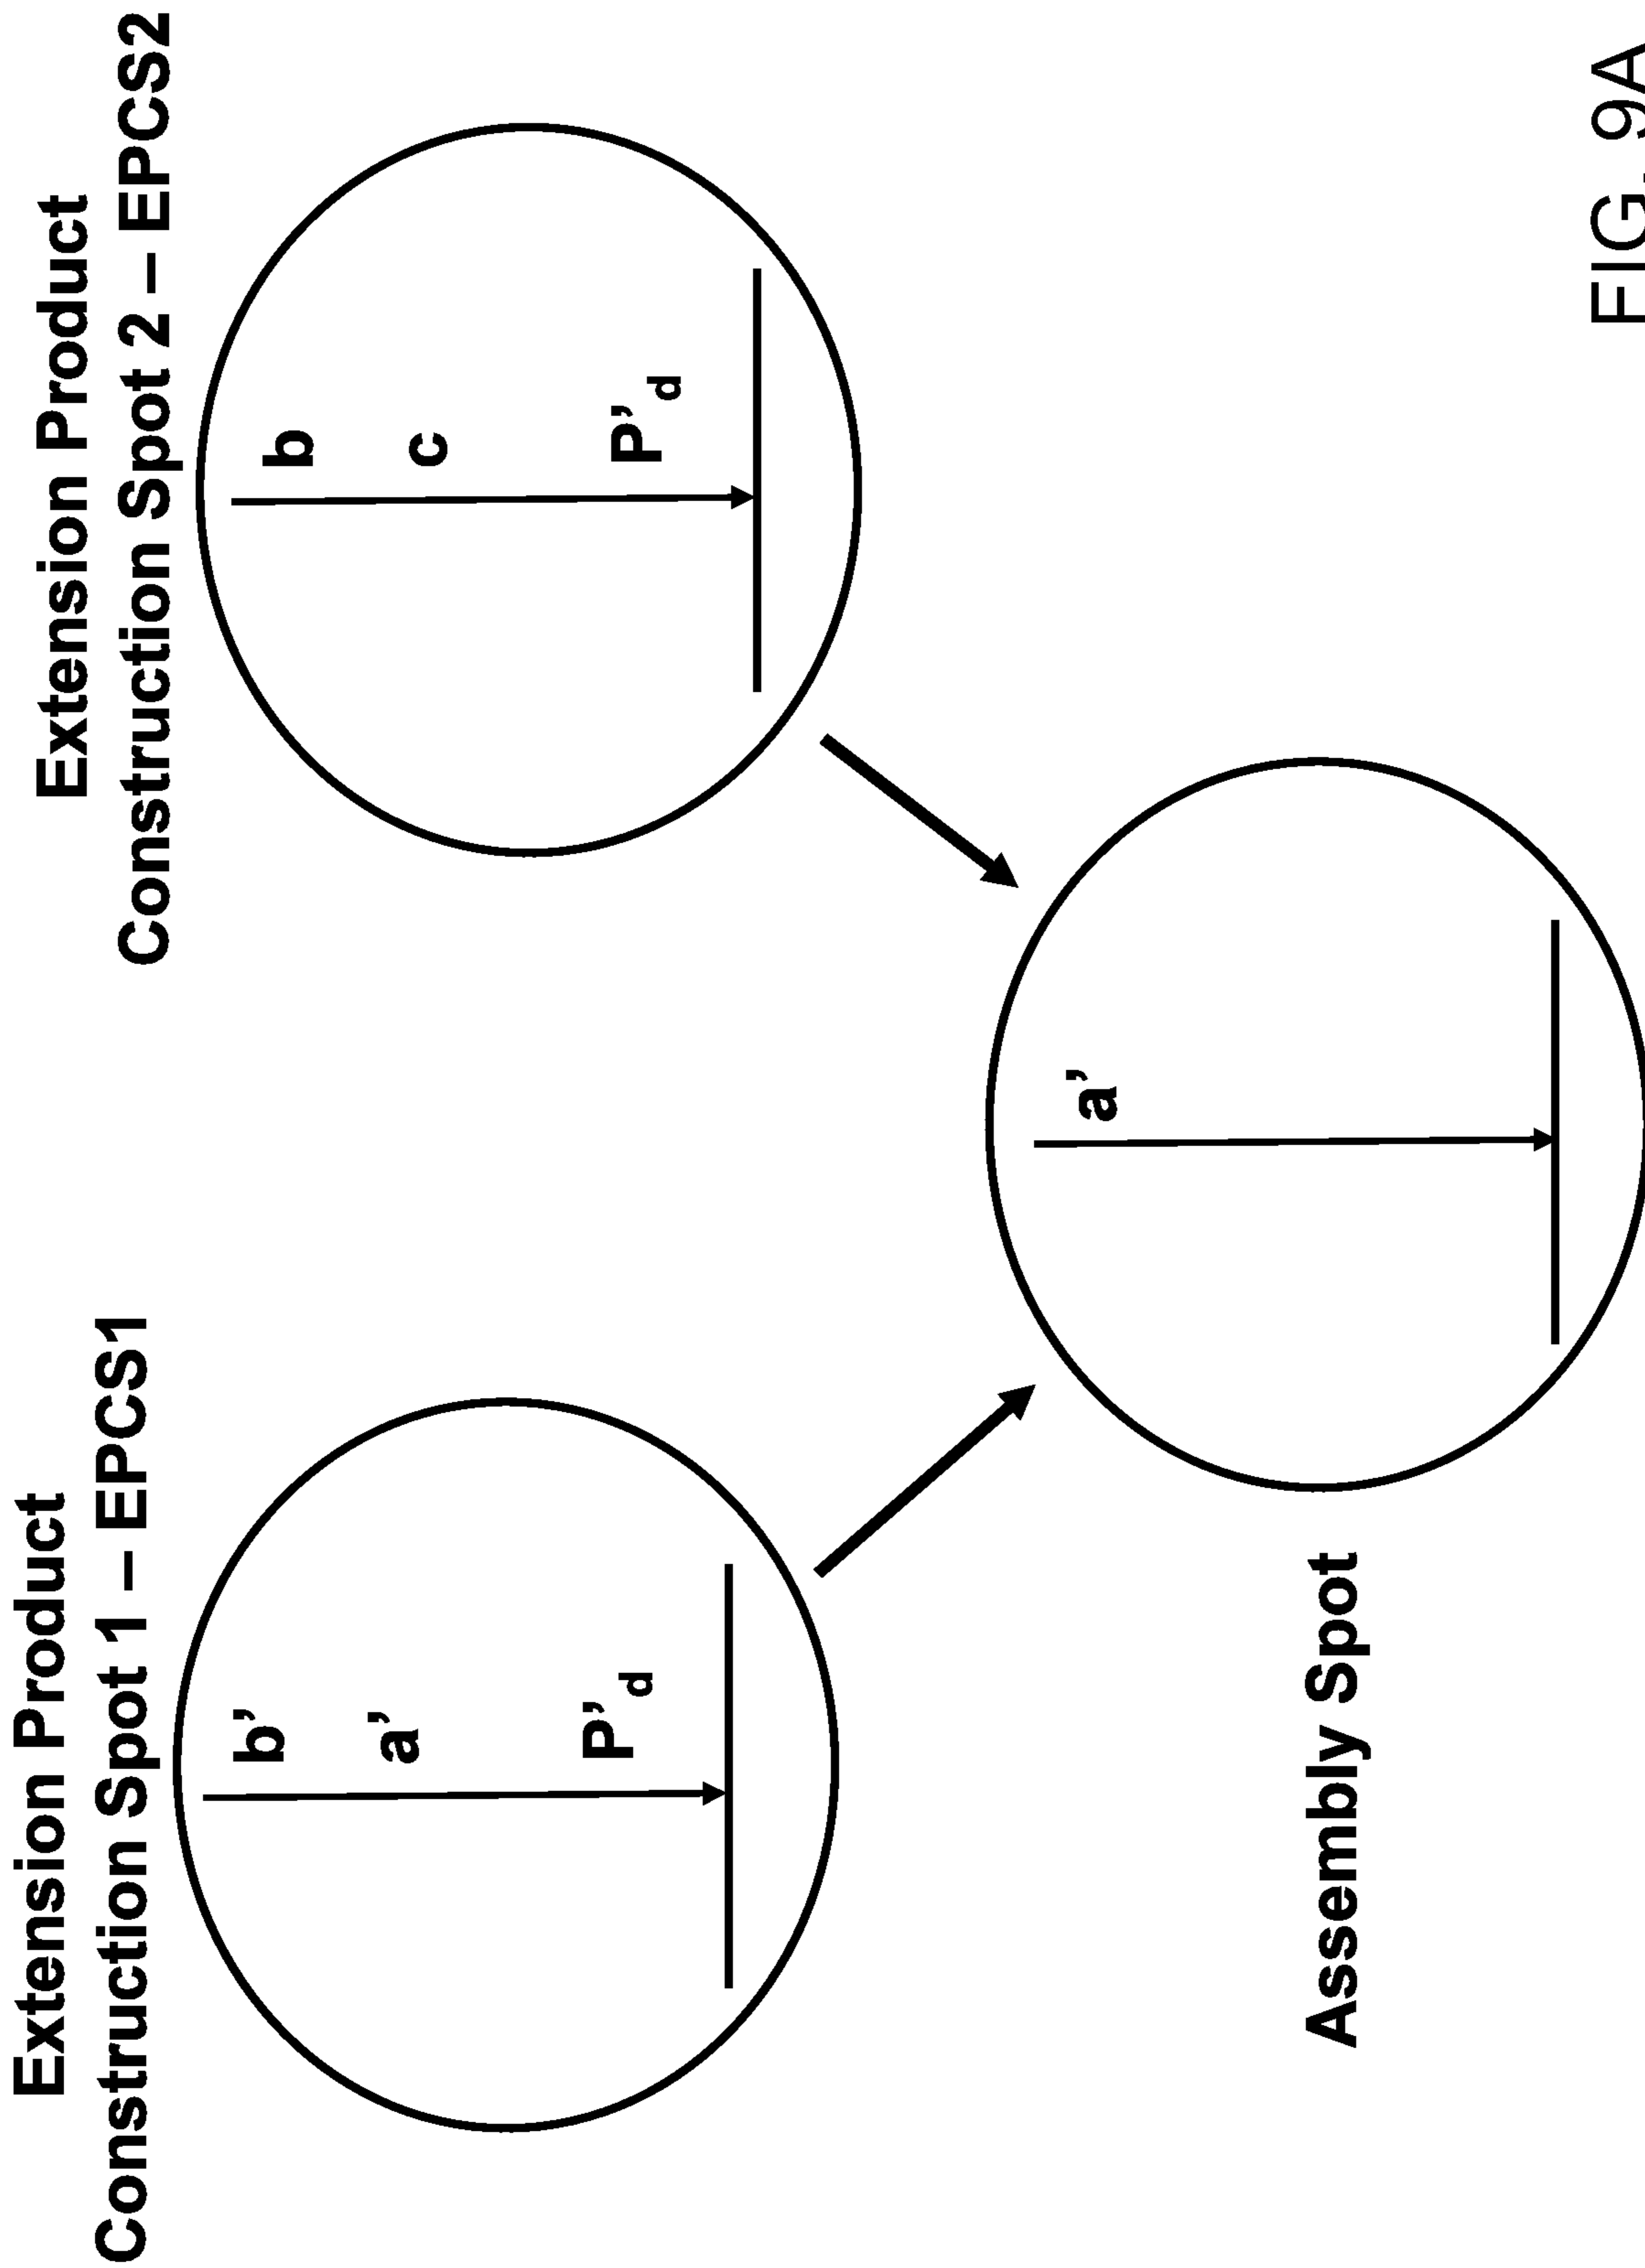 Extension Product
Construction Spot 1 – EPCS1
b'
a'
P'd
Extension Product
Construction Spot 2 – EPCS2
b
c
P'd
Assembly Spot
a'
FIG. 9A